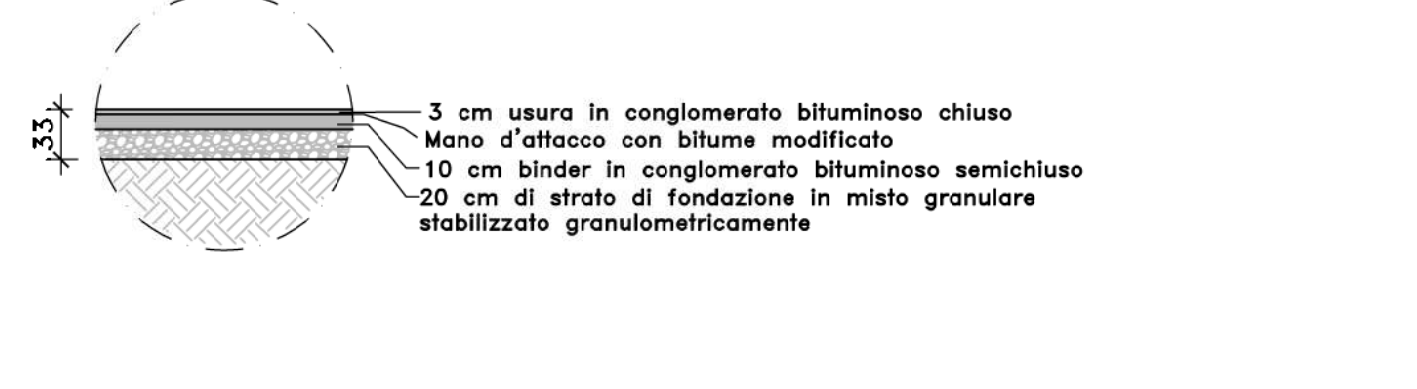 33
3 cm usura in conglomerato bituminoso chiuso
Mano d'attacco con bitume modificato
10 cm binder in conglomerato bituminoso semichiuso
20 cm di strato di fondazione in misto granulare
stabilizzato granulometricamente